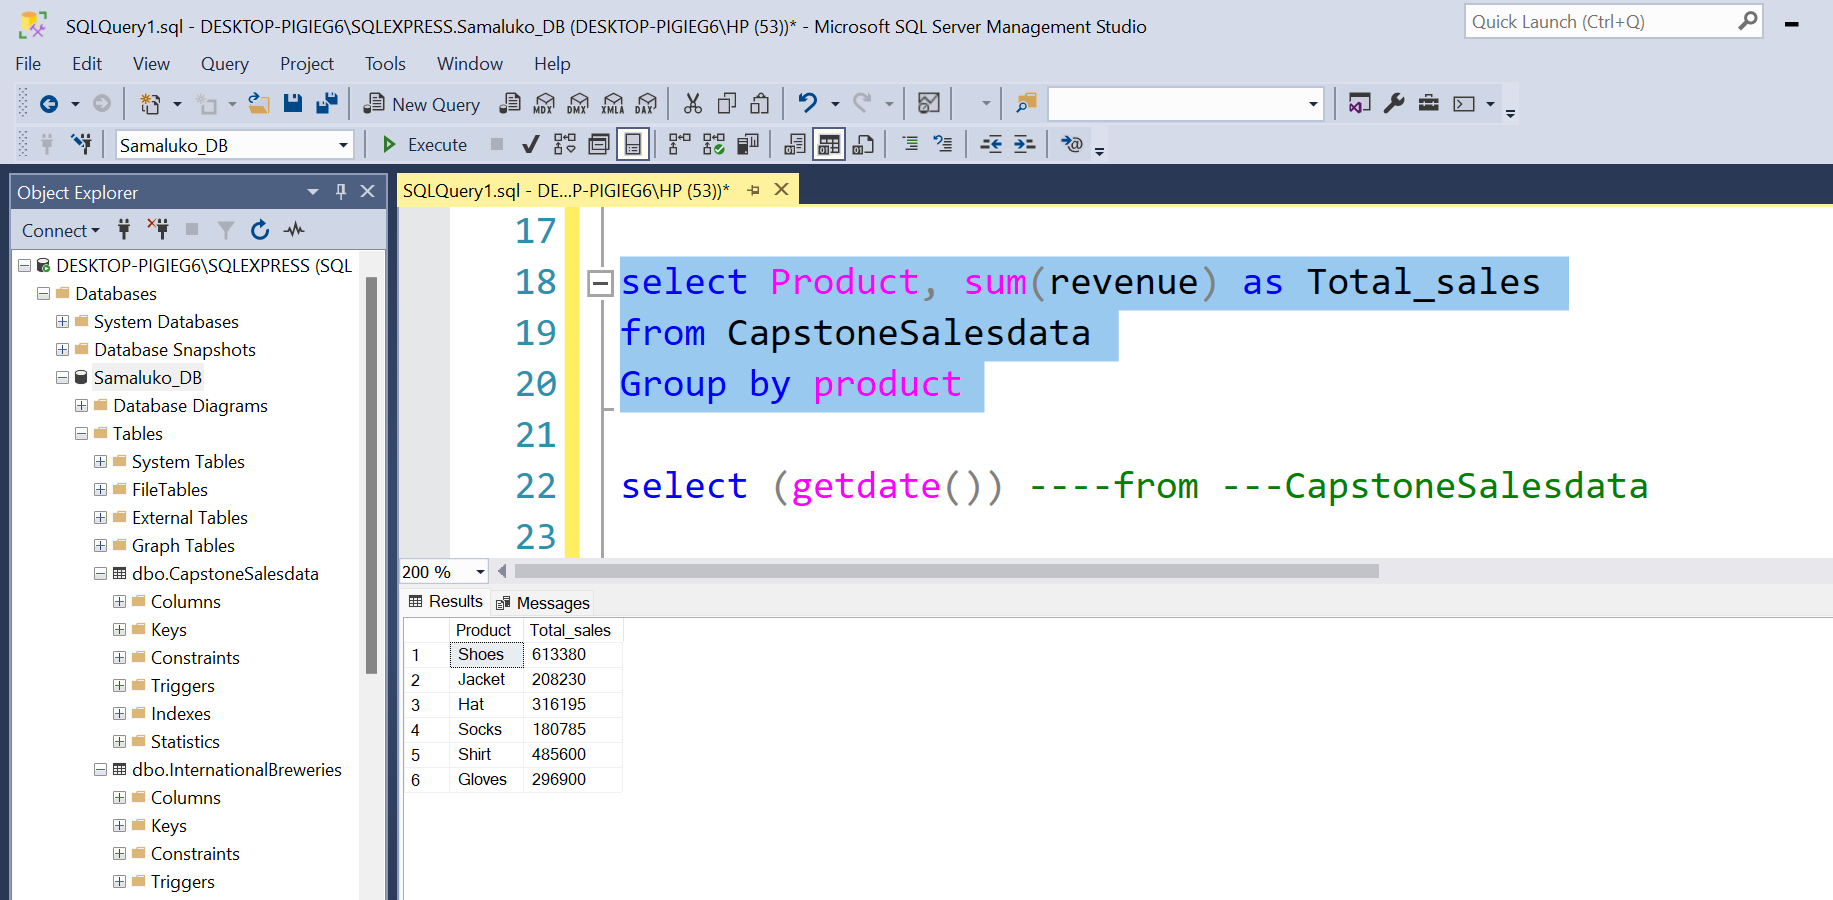 SQLQuery1.sql - DESKTOP-PIGIEG6\SQLEXPRESS.Samaluko_DB (DESKTOP-PIGIEG6\HP (53))* - Microsoft SQL Server Management Studio
Quick Launch (Ctrl+Q)
File Edit View Query Project Tools Window Help
New Query MDX DMX XMLA DAX
Samaluko_DB Execute
Object Explorer
Connect
DESKTOP-PIGIEG6\SQLEXPRESS (SQL
Databases
System Databases
Database Snapshots
Samaluko_DB
Database Diagrams
Tables
System Tables
FileTables
External Tables
Graph Tables
dbo.CapstoneSalesdata
Columns
Keys
Constraints
Triggers
Indexes
Statistics
dbo.InternationalBreweries
Columns
Keys
Constraints
Triggers
SQLQuery1.sql - DE...P-PIGIEG6\HP (53))*
17
18 select Product, sum(revenue) as Total_sales
19 from CapstoneSalesdata
20 Group by product
21
22 select (getdate()) ----from ---CapstoneSalesdata
23
200 %
Results Messages
Product Total_sales
1 Shoes 613380
2 Jacket 208230
3 Hat 316195
4 Socks 180785
5 Shirt 485600
6 Gloves 296900